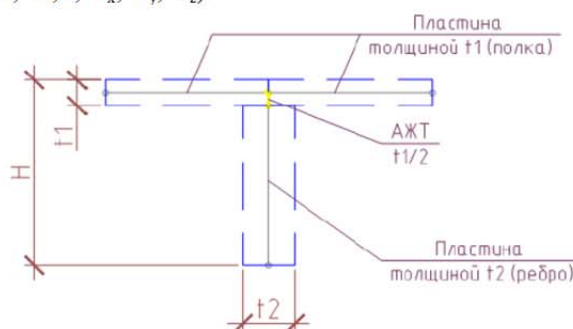 Пластина
толщиной t1 (полка)
t1
АЖТ
t1/2
H
Пластина
толщиной t2 (ребро)
t2